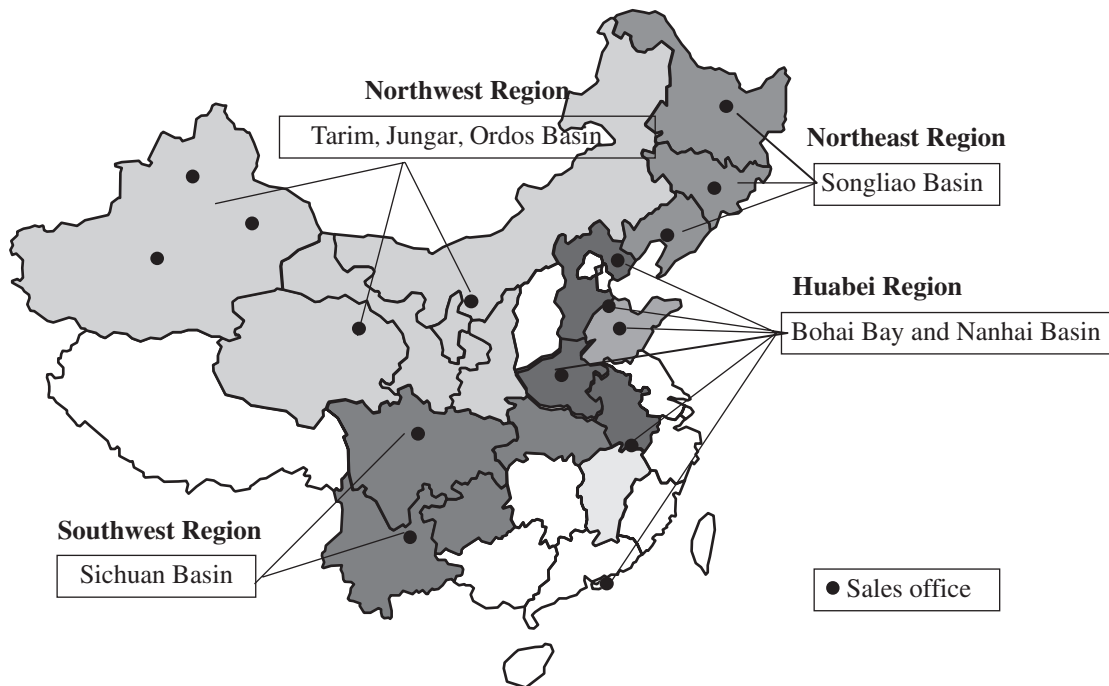 Northwest Region
Tarim, Jungar, Ordos Basin
Northeast Region
Songliao Basin
Huabei Region
Bohai Bay and Nanhai Basin
Southwest Region
Sichuan Basin
Sales office